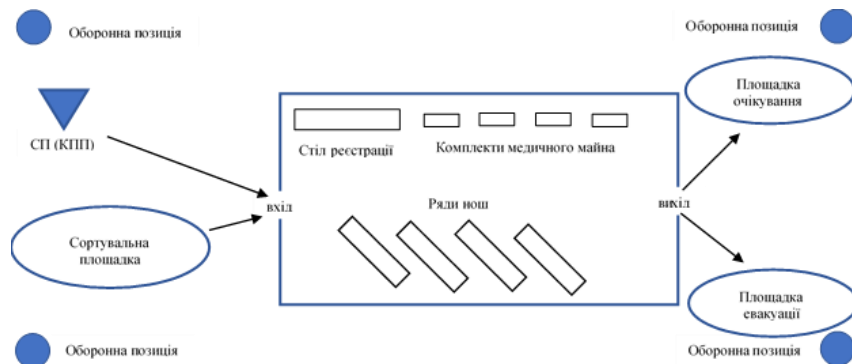 Оборонна позиція
Оборонна позиція
Площадка
очікування
СП (КПП)
Стіл реєстрації
Комплекти медичного майна
вхід
Ряди нош
вихід
Сортувальна
площадка
Площадка
евакуації
Оборонна позиція
Оборонна позиція